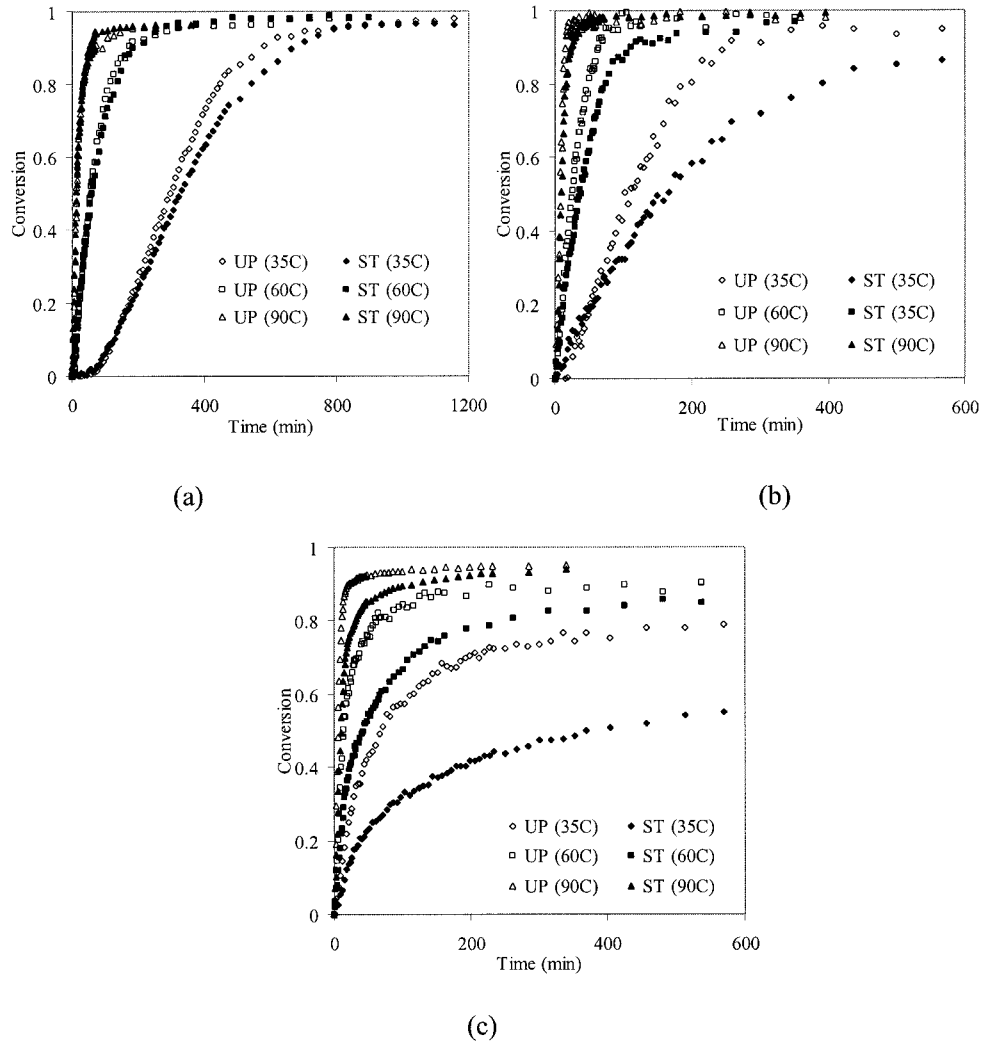 1
0.8
0.6
0.4
0.2
0
Conversion
UP (35C) ST (35C)
UP (60C) ST (60C)
UP (90C) ST (90C)
0 400 800 1200
Time (min)
(a)
1
0.8
0.6
0.4
0.2
0
Conversion
UP (35C) ST (35C)
UP (60C) ST (35C)
UP (90C) ST (90C)
0 200 400 600
Time (min)
(b)
1
0.8
0.6
0.4
0.2
0
Conversion
UP (35C) ST (35C)
UP (60C) ST (60C)
UP (90C) ST (90C)
0 200 400 600
Time (min)
(c)